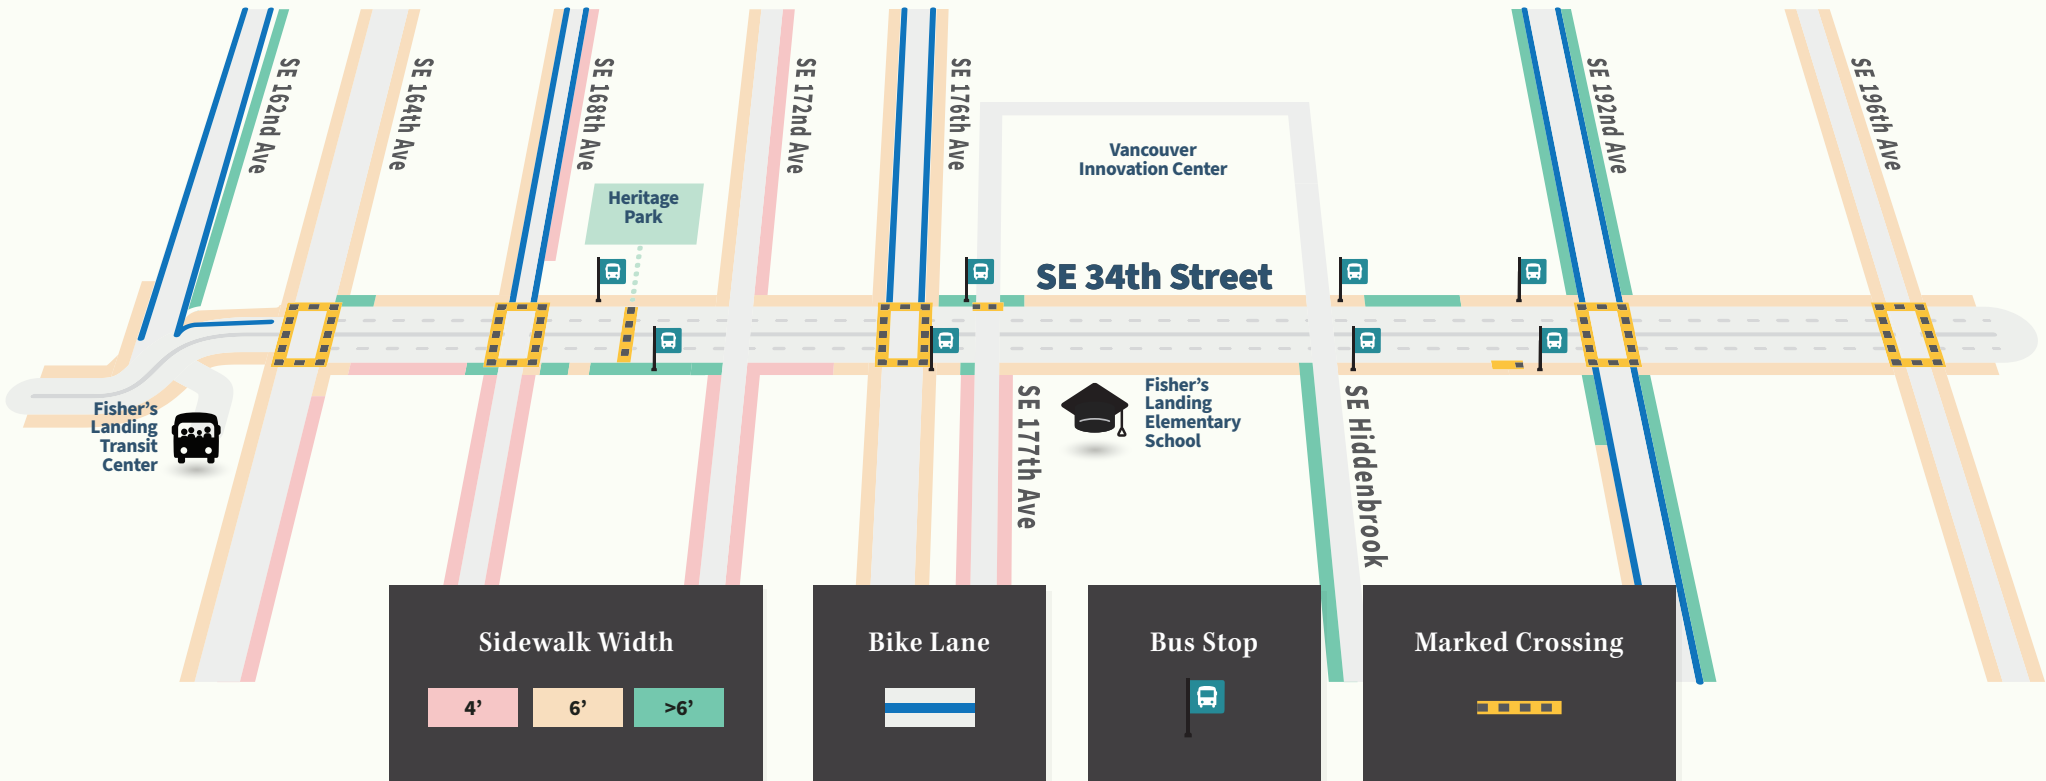 SE 162nd Ave
SE 164th Ave
SE 168th Ave
SE 172nd Ave
SE 176th Ave
SE 192nd Ave
SE 196th Ave
Vancouver
Innovation Center
Heritage
Park
SE 34th Street
Fisher’s
Landing
Transit
Center
SE 177th Ave
Fisher’s
Landing
Elementary
School
SE Hiddenbrook
Sidewalk Width
4’ 6’ >6’
Bike Lane
Bus Stop
Marked Crossing